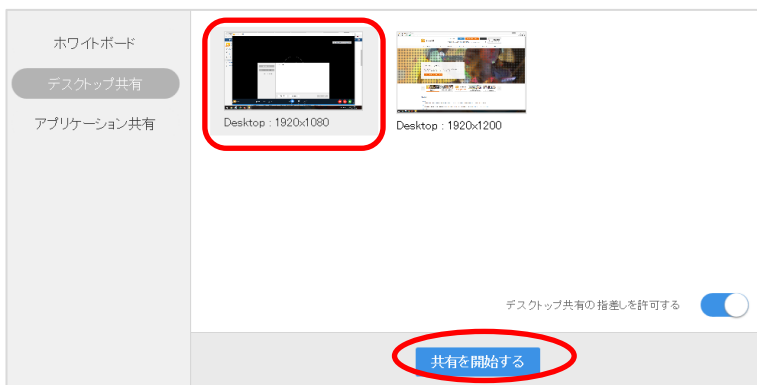 ホワイトボード
デスクトップ共有
アプリケーション共有
Desktop : 1920x1080
Desktop : 1920x1200
デスクトップ共有の指差しを許可する
共有を開始する